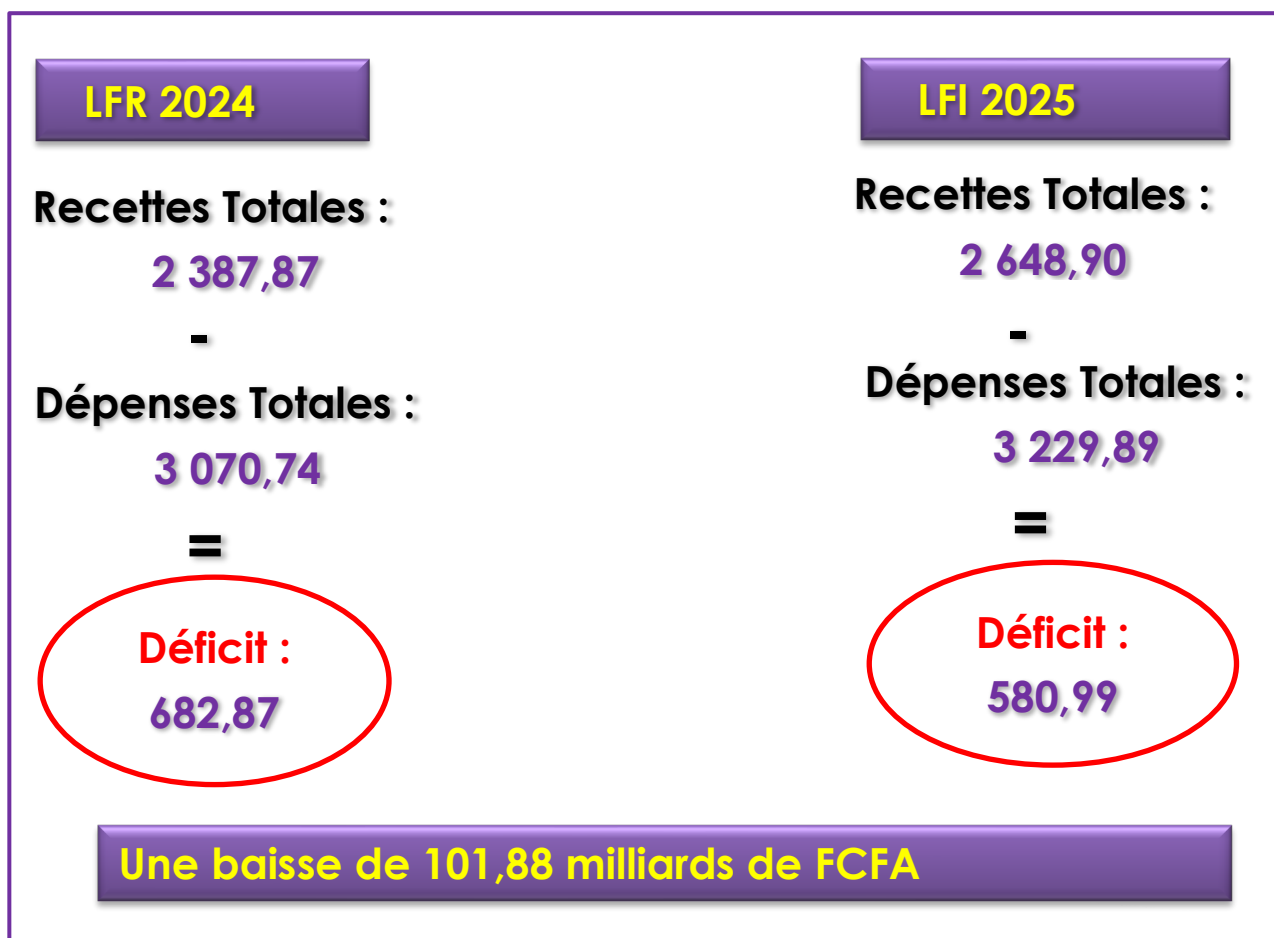 LFR 2024
Recettes Totales :
2 387,87
-
Dépenses Totales :
3 070,74
=
Déficit :
682,87
LFI 2025
Recettes Totales :
2 648,90
-
Dépenses Totales :
3 229,89
=
Déficit :
580,99
Une baisse de 101,88 milliards de FCFA